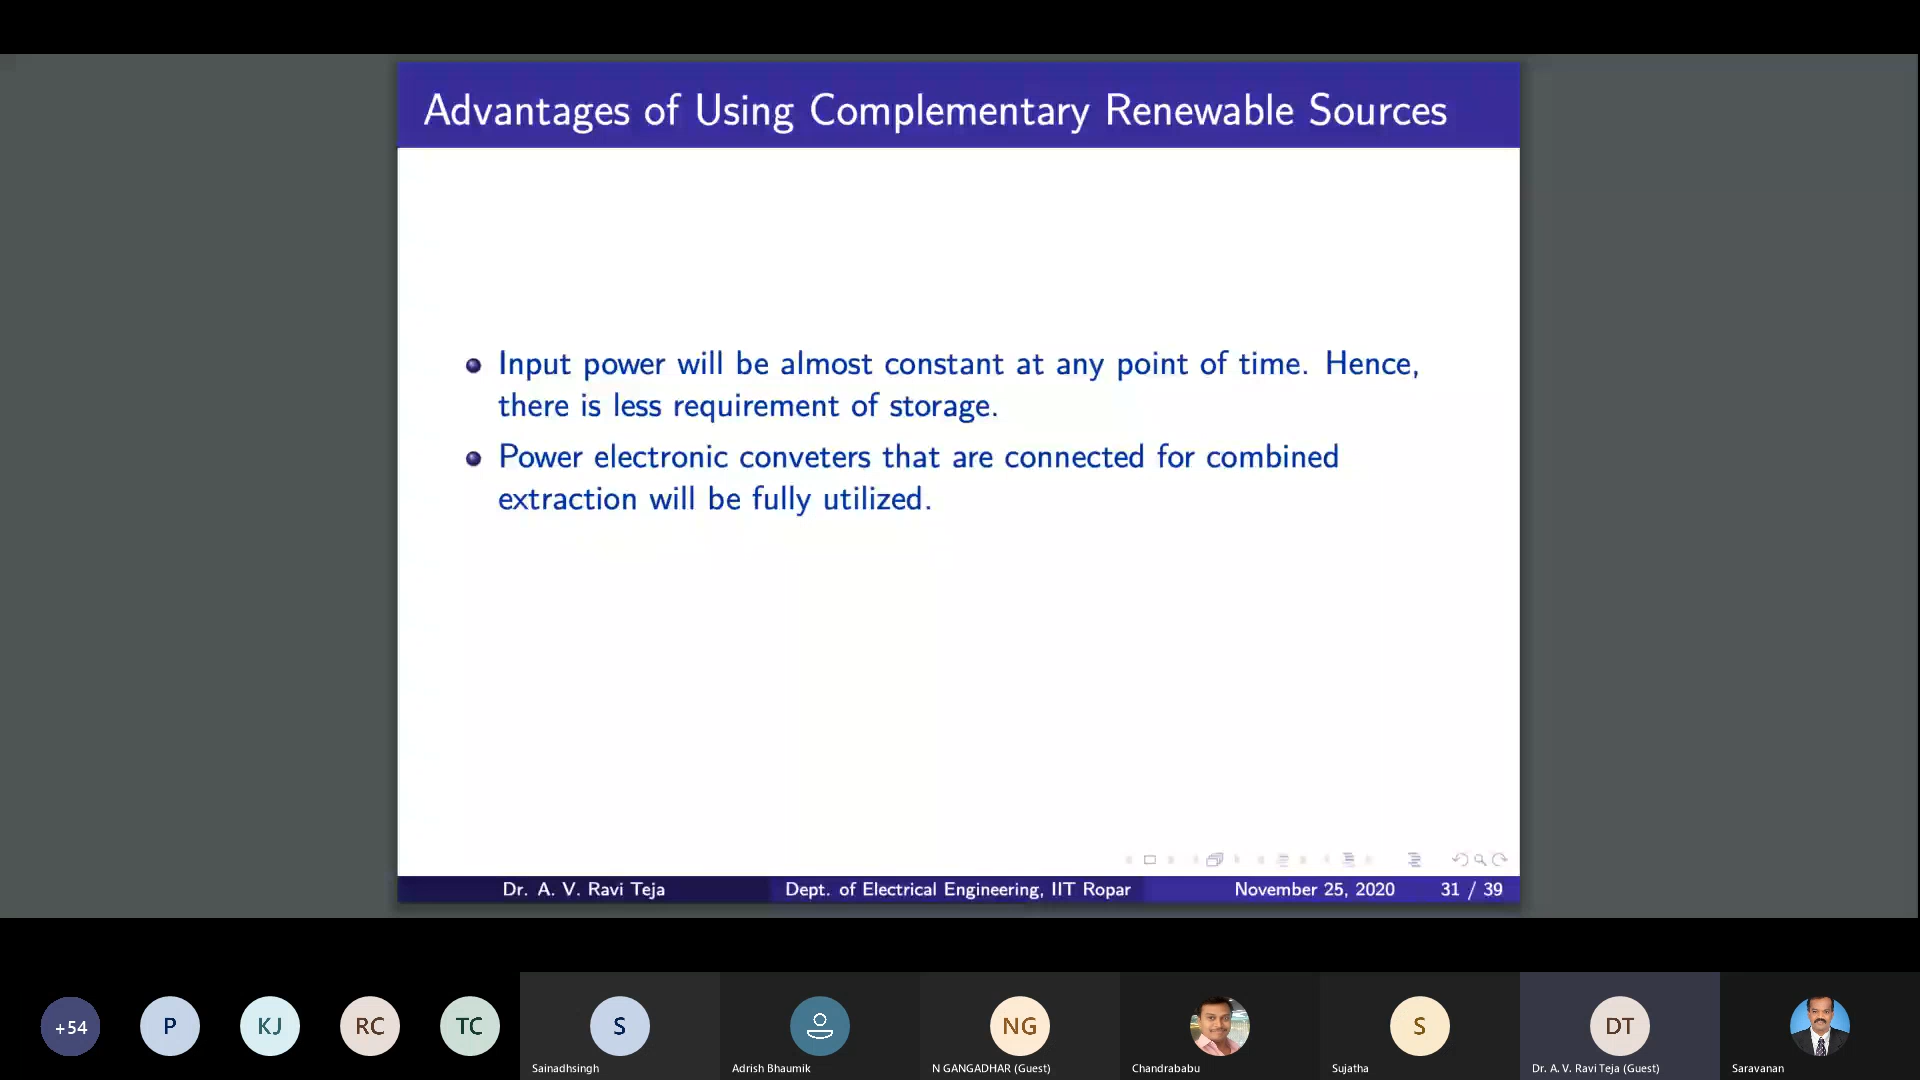 Advantages of Using Complementary Renewable Sources
Input power will be almost constant at any point of time. Hence,
there is less requirement of storage.
Power electronic conveters that are connected for combined
extraction will be fully utilized.
Dr. A. V. Ravi Teja Dept. of Electrical Engineering, IIT Ropar November 25, 2020 31 / 39
+54 P KJ RC TC S NG S DT
Sainadhsingh Adrish Bhaumik N GANGADHAR (Guest) Chandrababu Sujatha Dr. A. V. Ravi Teja (Guest) Saravanan